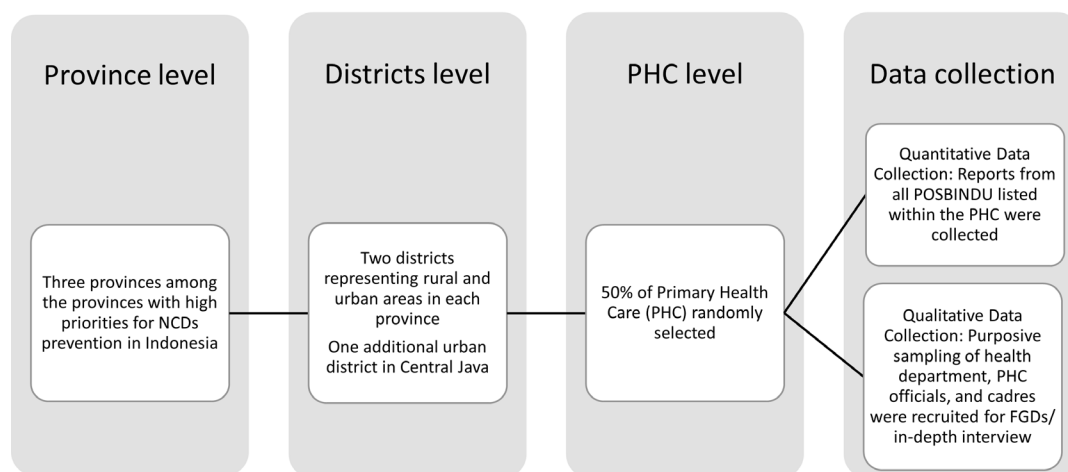 Province level
Three provinces among
the provinces with high
priorities for NCDs
prevention in Indonesia
Districts level
Two districts
representing rural and
urban areas in each
province
One additional urban
district in Central Java
PHC level
50% of Primary Health
Care (PHC) randomly
selected
Data collection
Quantitative Data
Collection: Reports from
all POSBINDU listed
within the PHC were
collected
Qualitative Data
Collection: Purposive
sampling of health
department, PHC
officials, and cadres
were recruited for FGDs/
in-depth interview